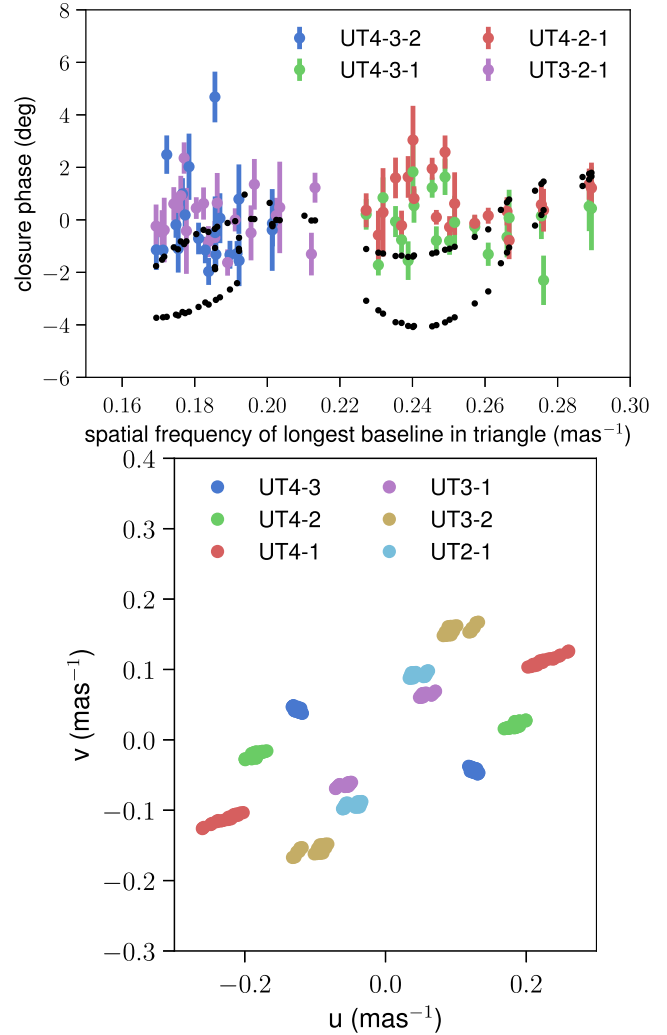 8
6
4
2
0
−2
−4
−6
closure phase (deg)
UT4-3-2
UT4-3-1
UT4-2-1
UT3-2-1
0.16 0.18 0.20 0.22 0.24 0.26 0.28 0.30
spatial frequency of longest baseline in triangle (mas⁻¹)
0.4
0.3
0.2
0.1
0.0
−0.1
−0.2
−0.3
v (mas⁻¹)
UT4-3
UT4-2
UT4-1
UT3-1
UT3-2
UT2-1
−0.2 0.0 0.2
u (mas⁻¹)